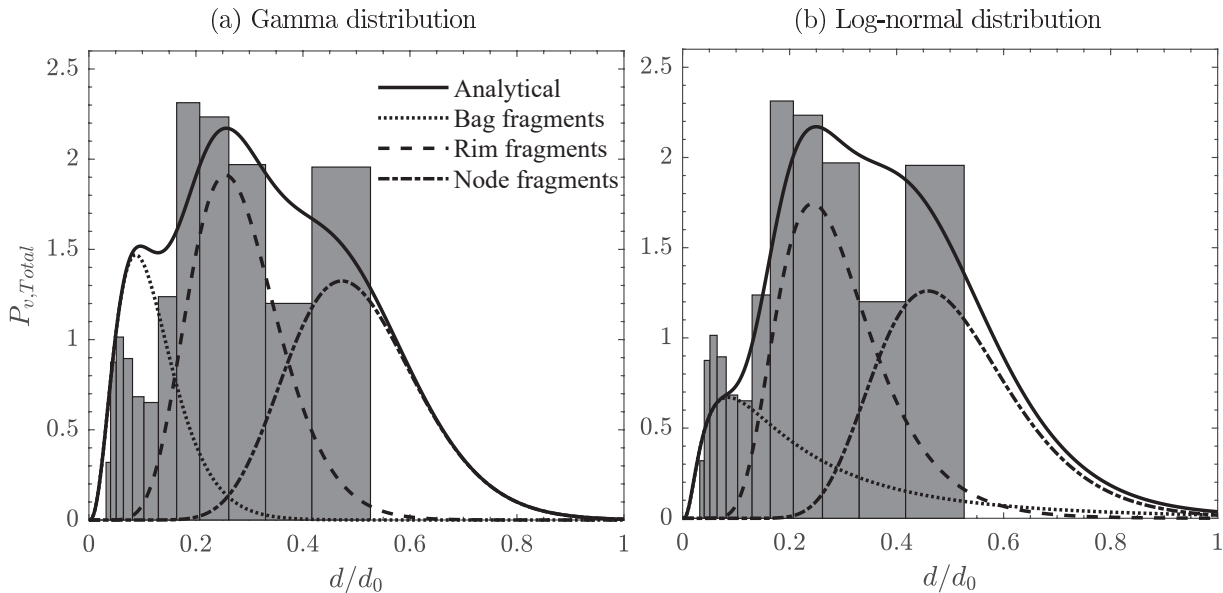 (a) Gamma distribution
(b) Log-normal distribution
P_{v,Total}
2.5
2
1.5
1
0.5
0
Analytical
Bag fragments
Rim fragments
Node fragments
0 0.2 0.4 0.6 0.8 1
d/d_0
2.5
2
1.5
1
0.5
0
0 0.2 0.4 0.6 0.8 1
d/d_0